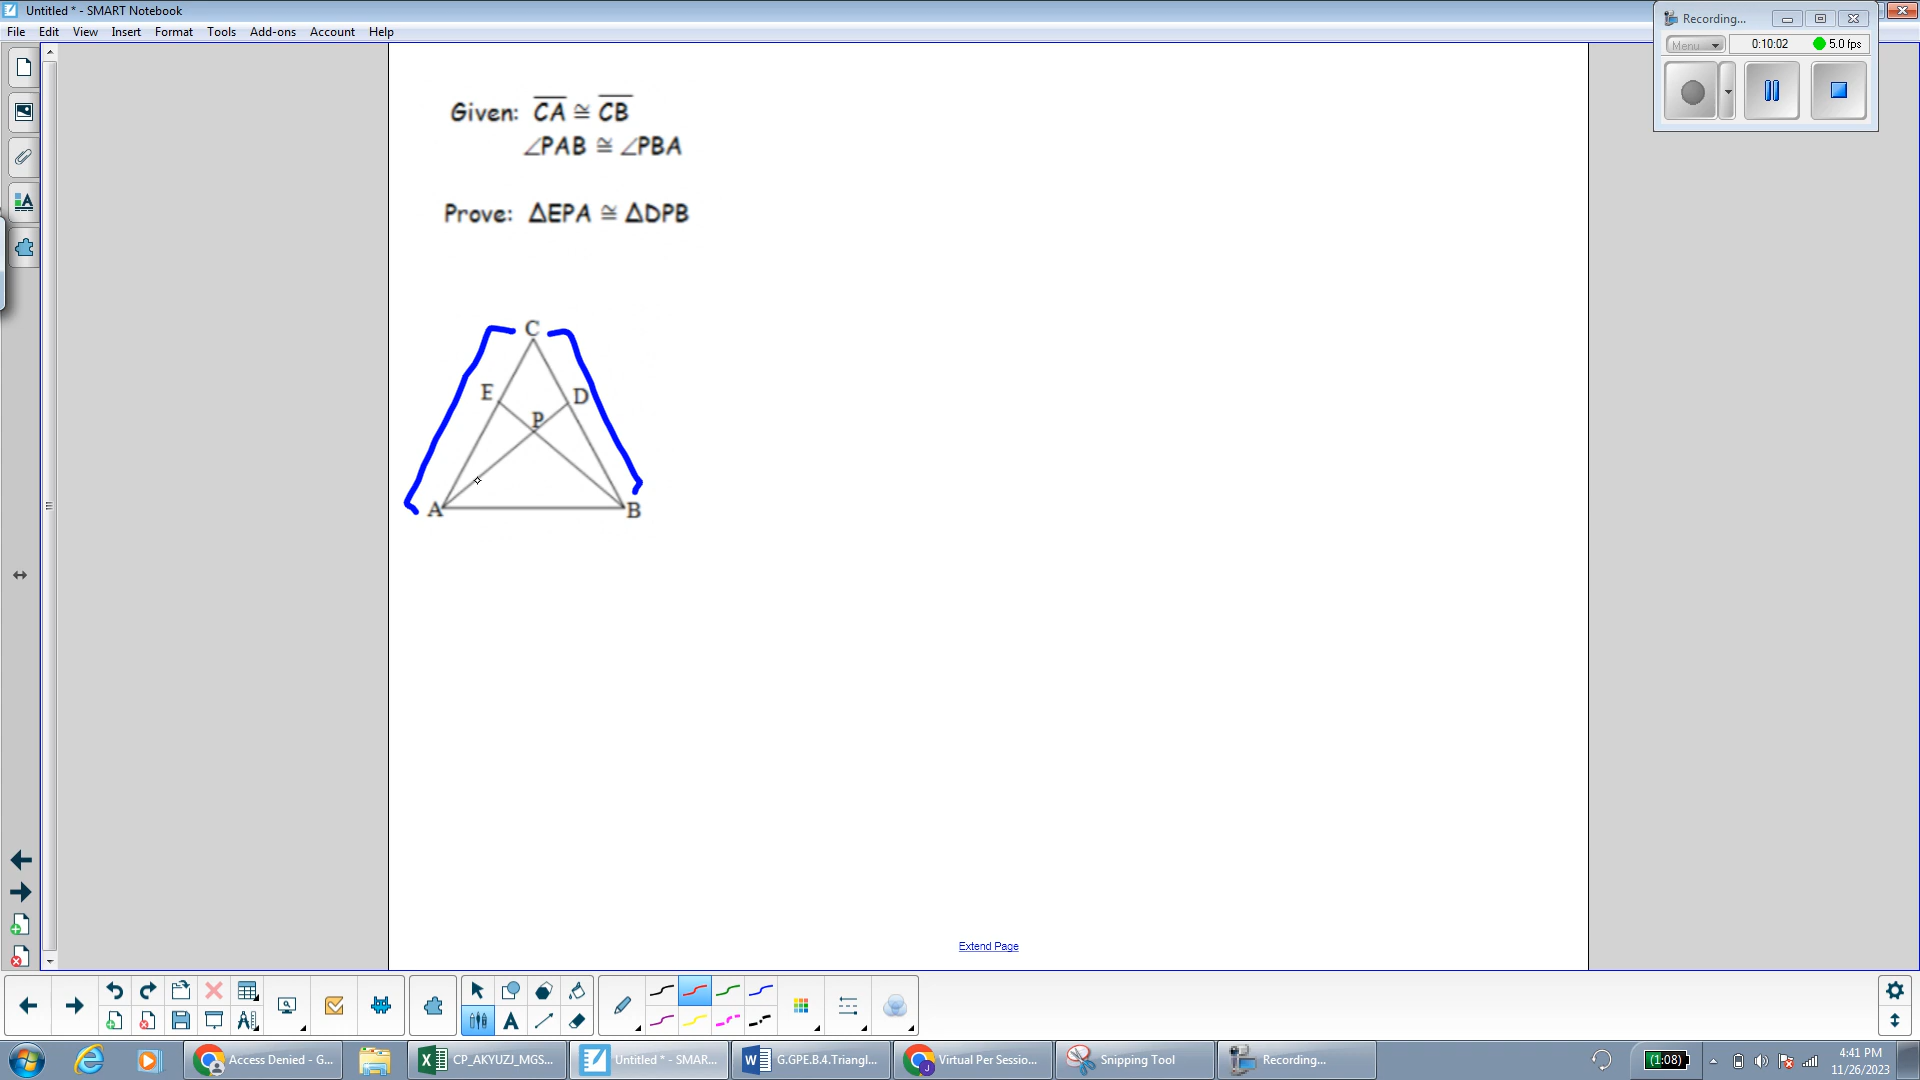 Untitled * - SMART Notebook
File Edit View Insert Format Tools Add-ons Account Help
Recording...
Menu 0:10:02 5.0 fps
Given: CA ≅ CB
∠PAB ≅ ∠PBA
Prove: ΔEPA ≅ ΔDPB
C
E D
P
A B
Extend Page
Access Denied - G... CP_AKYUZJ_MGS... Untitled * - SMAR... G.GPE.B.4.Triangl... Virtual Per Sessio... Snipping Tool Recording... (1:08) 4:41 PM
11/26/2023